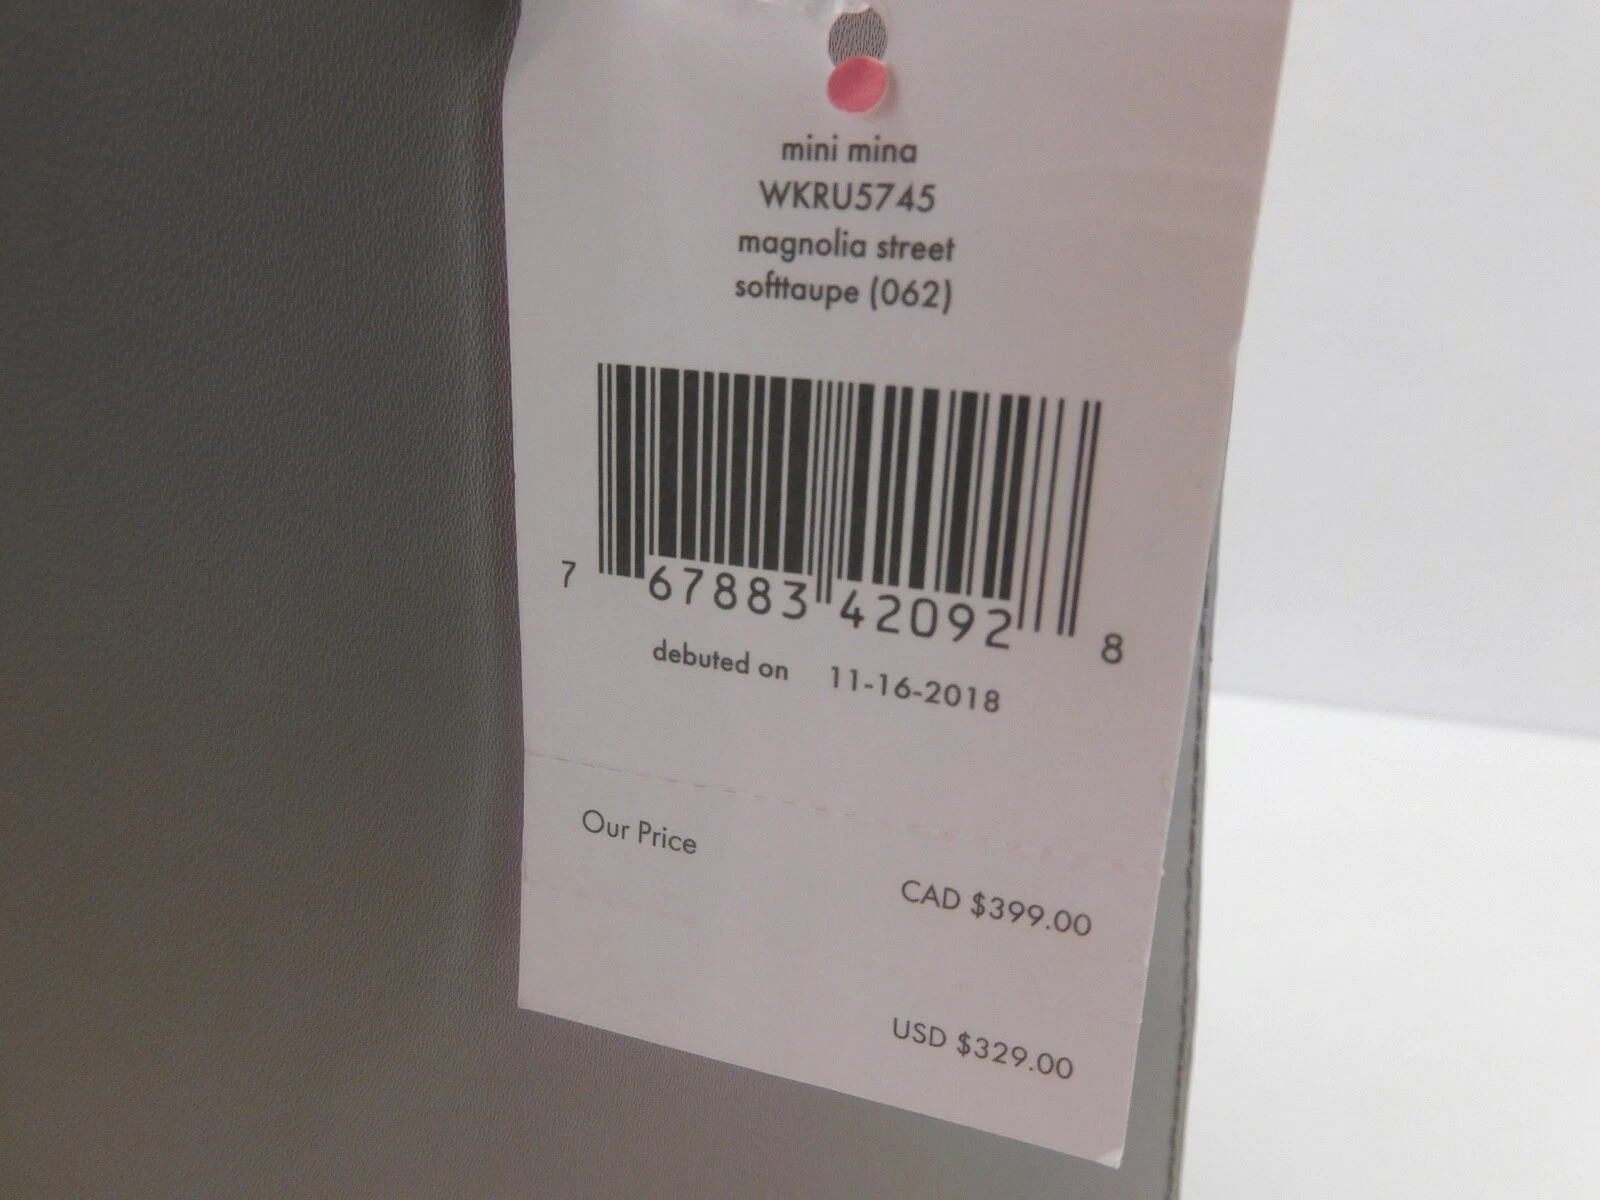 mini mina
WKRU5745
magnolia street
softtaupe (062)
7 67883 42092 8
debuted on 11-16-2018
Our Price
CAD $399.00
USD $329.00